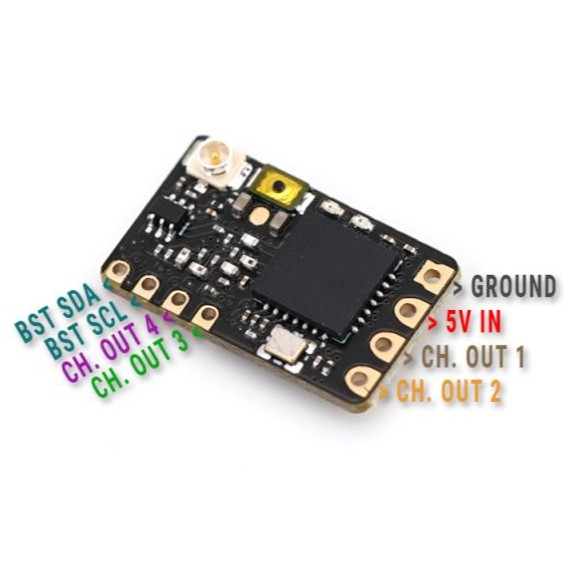 BST SDA
BST SCL
CH. OUT 4
CH. OUT 3
> GROUND
> 5V IN
> CH. OUT 1
> CH. OUT 2